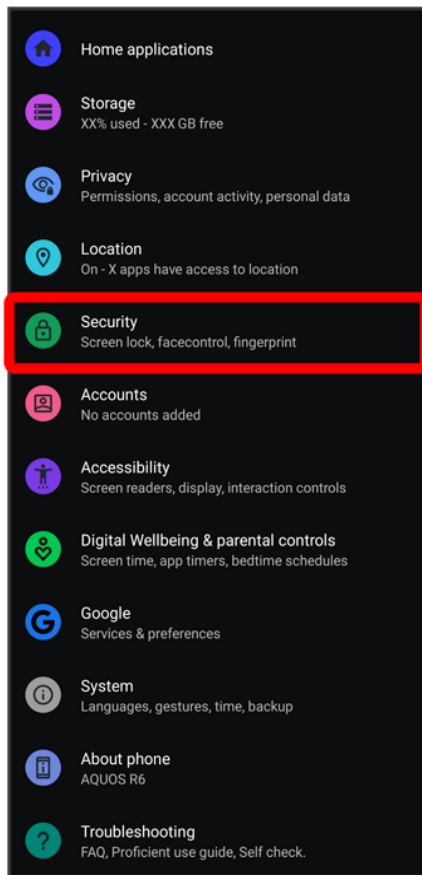 Home applications
Storage
XX% used - XXX GB free
Privacy
Permissions, account activity, personal data
Location
On - X apps have access to location
Security
Screen lock, facecontrol, fingerprint
Accounts
No accounts added
Accessibility
Screen readers, display, interaction controls
Digital Wellbeing & parental controls
Screen time, app timers, bedtime schedules
Google
Services & preferences
System
Languages, gestures, time, backup
About phone
AQUOS R6
Troubleshooting
FAQ, Proficient use guide, Self check.